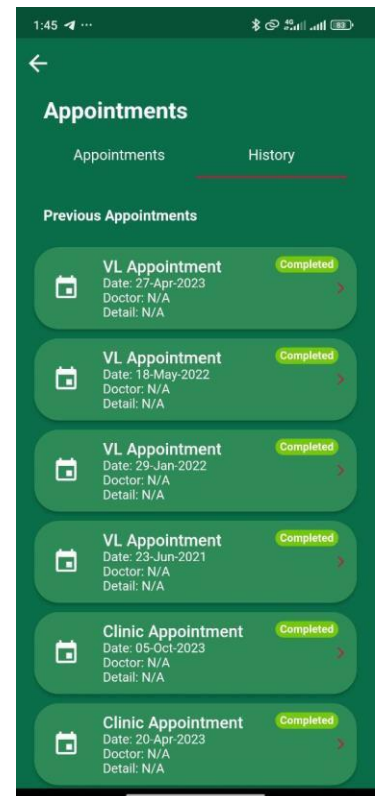 1:45 ···
4G 83
Appointments
Appointments History
Previous Appointments
VL Appointment Completed
Date: 27-Apr-2023
Doctor: N/A
Detail: N/A
VL Appointment Completed
Date: 18-May-2022
Doctor: N/A
Detail: N/A
VL Appointment Completed
Date: 29-Jan-2022
Doctor: N/A
Detail: N/A
VL Appointment Completed
Date: 23-Jun-2021
Doctor: N/A
Detail: N/A
Clinic Appointment Completed
Date: 05-Oct-2023
Doctor: N/A
Detail: N/A
Clinic Appointment Completed
Date: 20-Apr-2023
Doctor: N/A
Detail: N/A